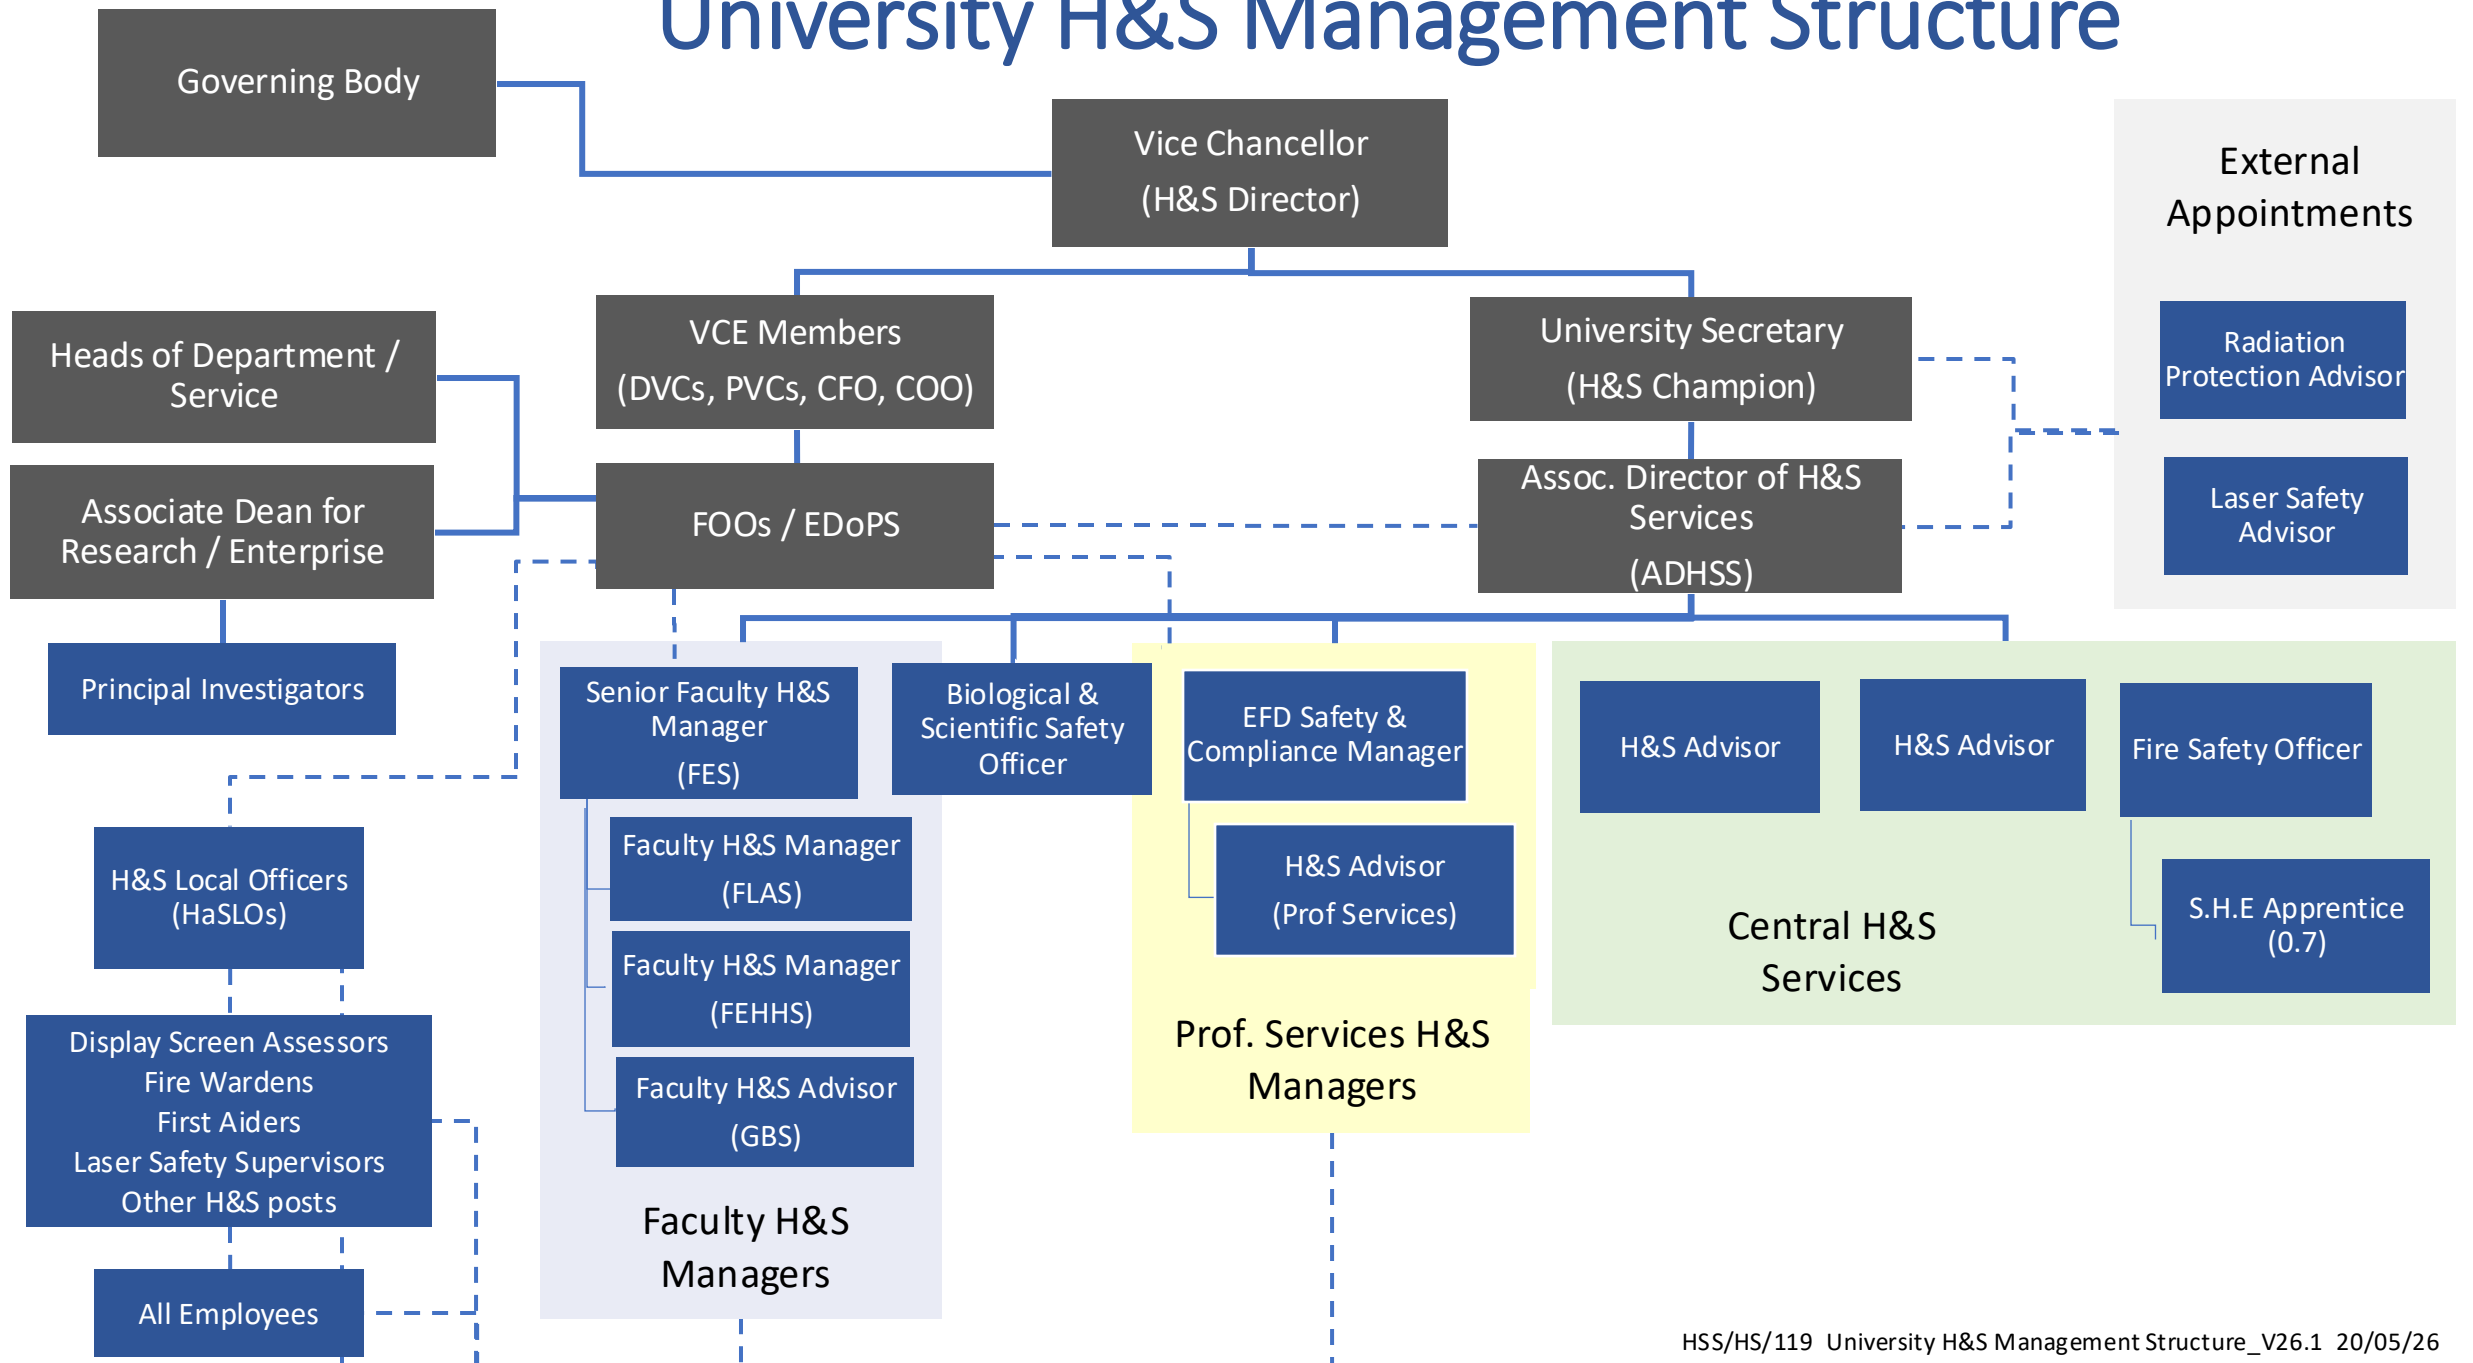 University H&S Management Structure
Governing Body
Vice Chancellor
(H&S Director)
External
Appointments
Radiation
Protection Advisor
Laser Safety
Advisor
VCE Members
(DVCs, PVCs, CFO, COO)
University Secretary
(H&S Champion)
Heads of Department /
Service
Associate Dean for
Research / Enterprise
FOOs / EDoPS
Assoc. Director of H&S
Services
(ADHSS)
Principal Investigators
Senior Faculty H&S
Manager
(FES)
Biological &
Scientific Safety
Officer
EFD Safety &
Compliance Manager
H&S Advisor
H&S Advisor
Fire Safety Officer
H&S Local Officers
(HaSLOs)
Faculty H&S Manager
(FLAS)
H&S Advisor
(Prof Services)
S.H.E Apprentice
(0.7)
Central H&S
Services
Faculty H&S Manager
(FEHHS)
Prof. Services H&S
Managers
Display Screen Assessors
Fire Wardens
First Aiders
Laser Safety Supervisors
Other H&S posts
Faculty H&S Advisor
(GBS)
Faculty H&S
Managers
All Employees
HSS/HS/119 University H&S Management Structure_V26.1 20/05/26